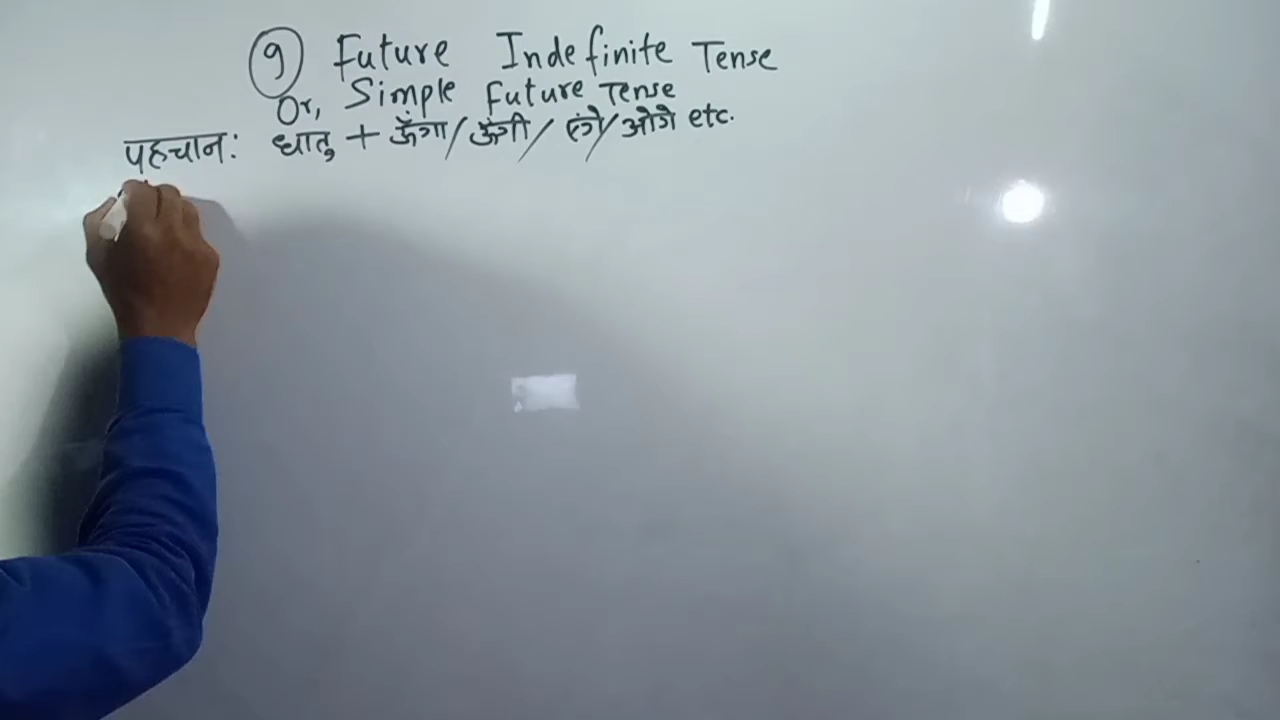 9 Future Indefinite Tense
Or, Simple Future Tense
पहचान: धातु + ऊँगा/ ऊँगी/ एंगे/ ओगे etc.